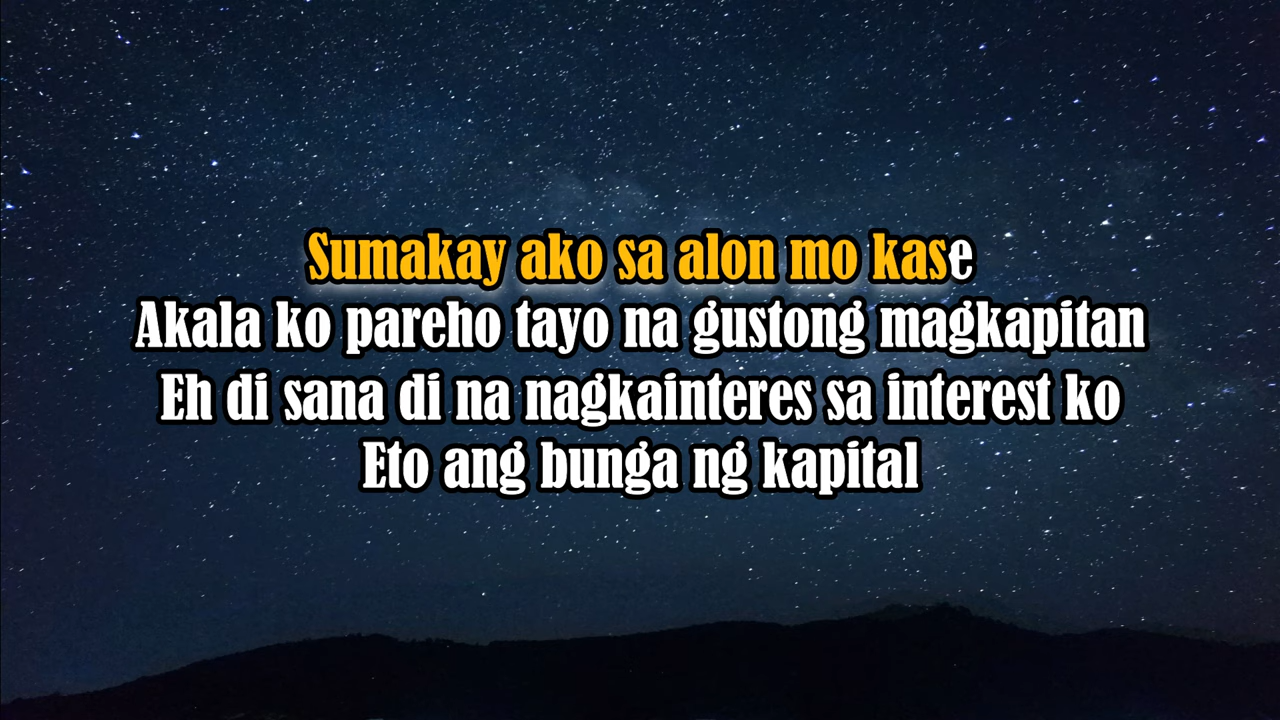 Sumakay ako sa alon mo kase
Akala ko pareho tayo na gustong magkapitan
Eh di sana di na nagkainteres sa interest ko
Eto ang bunga ng kapital